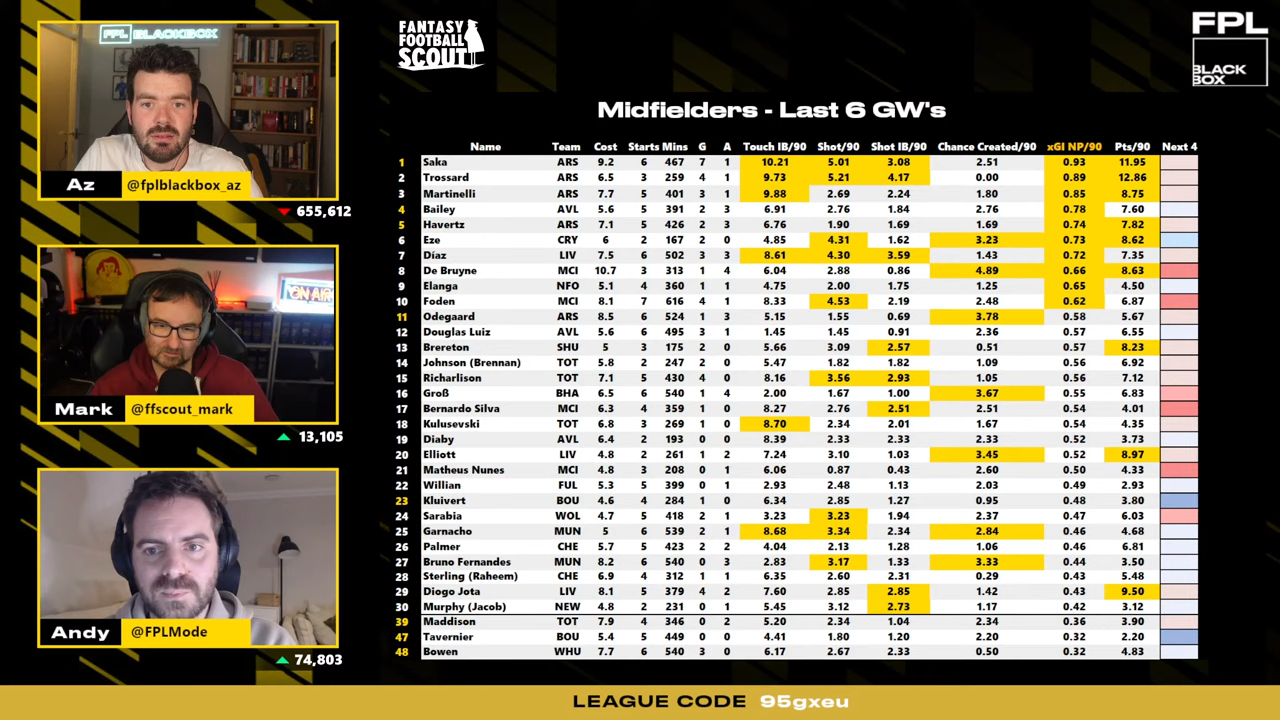 FPL BLACKBOX
Az @fplblackbox_az
655,612
ON AIR
Mark @ffscout_mark
13,105
Andy @FPLMode
74,803
FANTASY
FOOTBALL
SCOUT
FPL
BLACK
BOX
Midfielders - Last 6 GW's
Name Team Cost Starts Mins G A Touch IB/90 Shot/90 Shot IB/90 Chance Created/90 xGI NP/90 Pts/90 Next 4
1 Saka ARS 9.2 6 467 7 1 10.21 5.01 3.08 2.51 0.93 11.95
2 Trossard ARS 6.5 3 259 4 1 9.73 5.21 4.17 0.00 0.89 12.86
3 Martinelli ARS 7.7 5 401 3 1 9.88 2.69 2.24 1.80 0.85 8.75
4 Bailey AVL 5.6 5 391 2 3 6.91 2.76 1.84 2.76 0.78 7.60
5 Havertz ARS 7.1 5 426 2 3 6.76 1.90 1.69 1.69 0.74 7.82
6 Eze CRY 6 2 167 2 0 4.85 4.31 1.62 3.23 0.73 8.62
7 Díaz LIV 7.5 6 502 3 3 8.61 4.30 3.59 1.43 0.72 7.35
8 De Bruyne MCI 10.7 3 313 1 4 6.04 2.88 0.86 4.89 0.66 8.63
9 Elanga NFO 5.1 4 360 1 1 4.75 2.00 1.75 1.25 0.65 4.50
10 Foden MCI 8.1 7 616 4 1 8.33 4.53 2.19 2.48 0.62 6.87
11 Odegaard ARS 8.5 6 524 1 3 5.15 1.55 0.69 3.78 0.58 5.67
12 Douglas Luiz AVL 5.6 6 495 3 1 1.45 1.45 0.91 2.36 0.57 6.55
13 Brereton SHU 5 3 175 2 0 5.66 3.09 2.57 0.51 0.57 8.23
14 Johnson (Brennan) TOT 5.8 2 247 2 0 5.47 1.82 1.82 1.09 0.56 6.92
15 Richarlison TOT 7.1 5 430 4 0 8.16 3.56 2.93 1.05 0.56 7.12
16 Groß BHA 6.5 6 540 1 4 2.00 1.67 1.00 3.67 0.55 6.83
17 Bernardo Silva MCI 6.3 4 359 1 0 8.27 2.76 2.51 2.51 0.54 4.01
18 Kulusevski TOT 6.8 3 269 1 0 8.70 2.34 2.01 1.67 0.54 4.35
19 Diaby AVL 6.4 2 193 0 0 8.39 2.33 2.33 2.33 0.52 3.73
20 Elliott LIV 4.8 2 261 1 2 7.24 3.10 1.03 3.45 0.52 8.97
21 Matheus Nunes MCI 4.8 3 208 0 1 6.06 0.87 0.43 2.60 0.50 4.33
22 Willian FUL 5.3 5 399 0 1 2.93 2.48 1.13 2.03 0.49 2.93
23 Kluivert BOU 4.6 4 284 1 0 6.34 2.85 1.27 0.95 0.48 3.80
24 Sarabia WOL 4.7 5 418 2 1 3.23 3.23 1.94 2.37 0.47 6.03
25 Garnacho MUN 5 6 539 2 1 8.68 3.34 2.34 2.84 0.46 4.68
26 Palmer CHE 5.7 5 423 2 2 4.04 2.13 1.28 1.06 0.46 6.81
27 Bruno Fernandes MUN 8.2 6 540 0 3 2.83 3.17 1.33 3.33 0.44 3.50
28 Sterling (Raheem) CHE 6.9 4 312 1 1 6.35 2.60 2.31 0.29 0.43 5.48
29 Diogo Jota LIV 8.1 5 379 4 2 7.60 2.85 2.85 1.42 0.43 9.50
30 Murphy (Jacob) NEW 4.8 2 231 0 1 5.45 3.12 2.73 1.17 0.42 3.12
39 Maddison TOT 7.9 4 346 0 2 5.20 2.34 1.04 2.34 0.36 3.90
47 Tavernier BOU 5.4 5 449 0 0 4.41 1.80 1.20 2.20 0.32 2.20
48 Bowen WHU 7.7 6 540 3 0 6.17 2.67 2.33 0.50 0.32 4.83
LEAGUE CODE 95gxeu